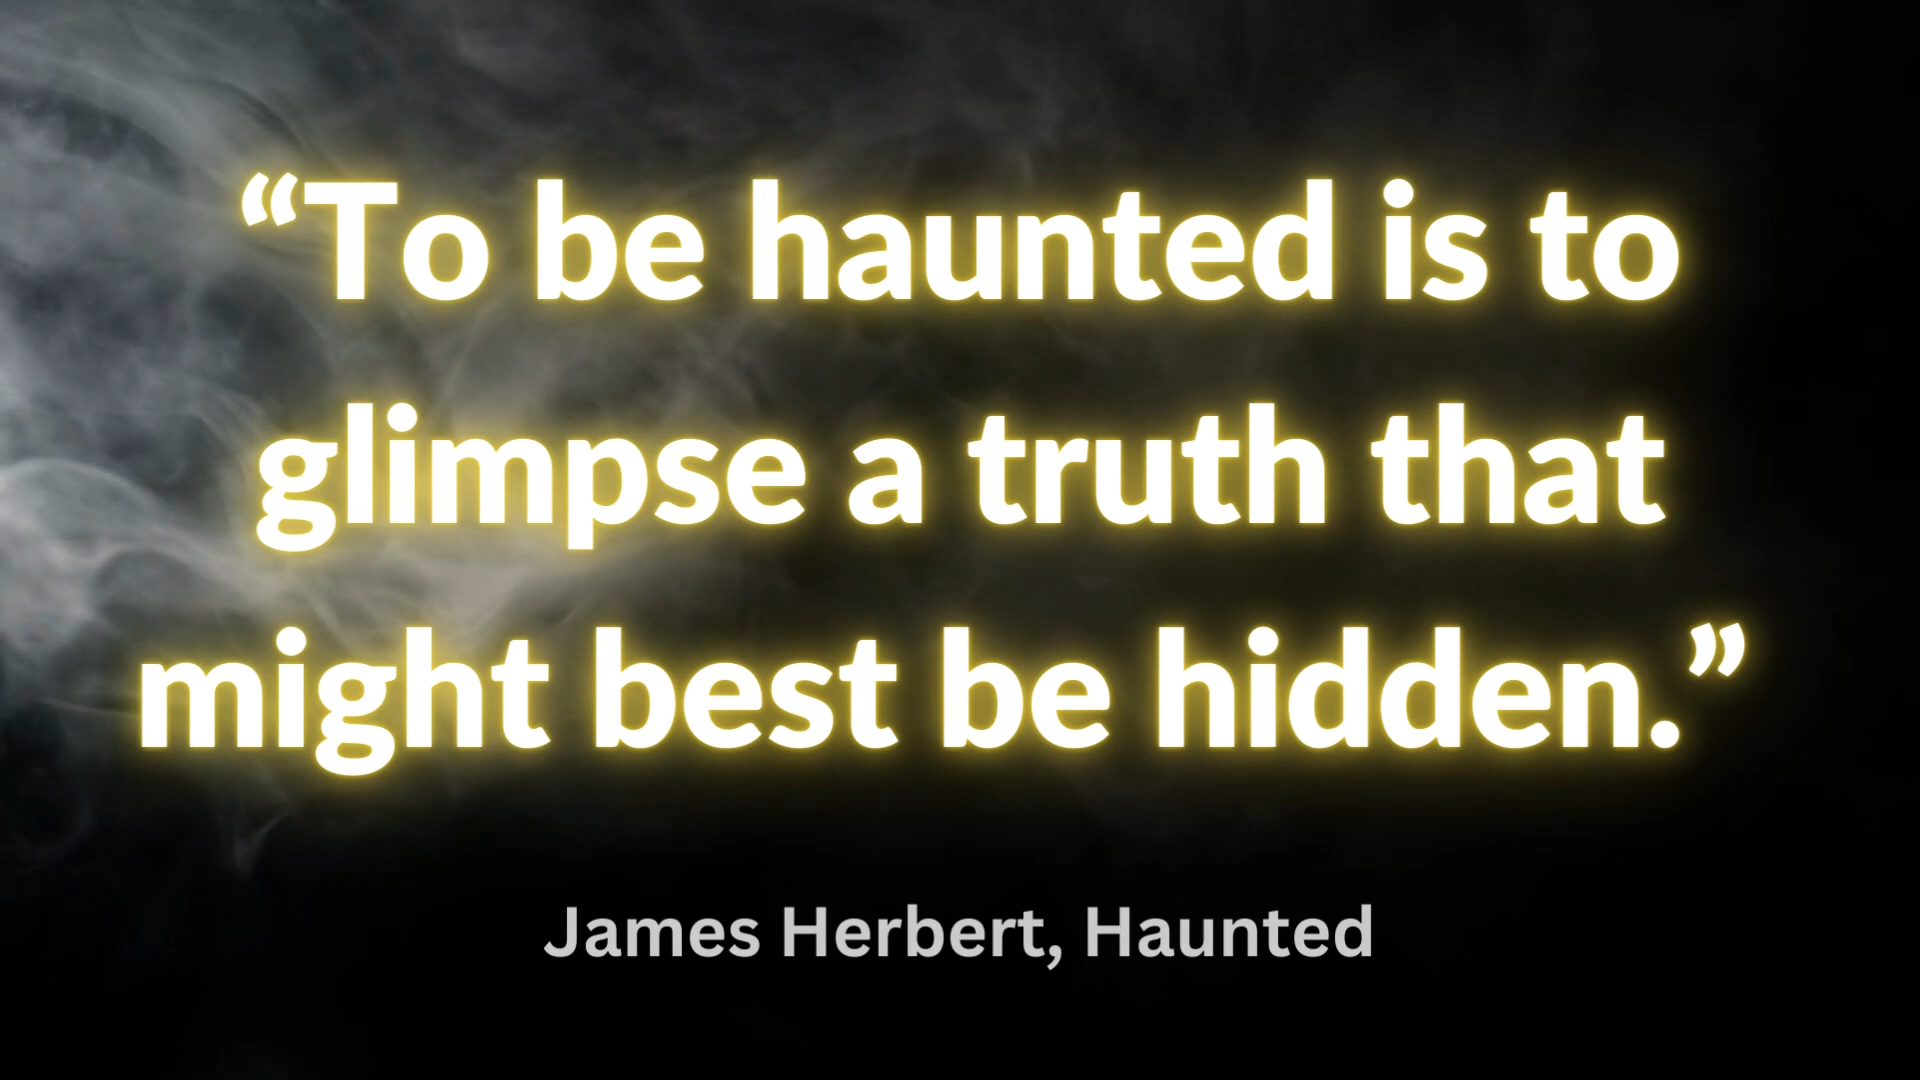 “To be haunted is to
glimpse a truth that
might best be hidden.”
James Herbert, Haunted